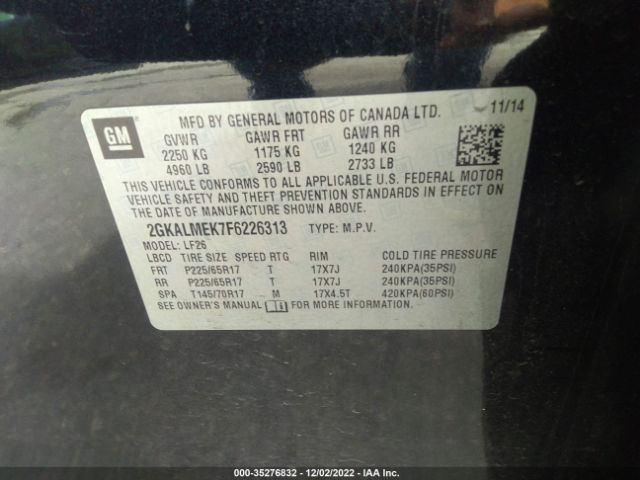 MFD BY GENERAL MOTORS OF CANADA LTD. 11/14
GM
GVWR GAWR FRT GAWR RR
2250 KG 1175 KG 1240 KG
4960 LB 2590 LB 2733 LB
THIS VEHICLE CONFORMS TO ALL APPLICABLE U.S. FEDERAL MOTOR
VEHICLE SAFETY AND THEFT PREVENTION STANDARDS IN EFFECT ON
THE DATE OF MANUFACTURE SHOWN ABOVE.
2GKALMEK7F6226313 TYPE: M.P.V.
MODEL: LF26
LBCD TIRE SIZE SPEED RTG RIM COLD TIRE PRESSURE
FRT P225/65R17 T 17X7J 240KPA(35PSI)
RR P225/65R17 T 17X7J 240KPA(35PSI)
SPA T145/70R17 M 17X4.5T 420KPA(60PSI)
SEE OWNER'S MANUAL FOR MORE INFORMATION.
000-35276832 - 12/02/2022 - IAA Inc.